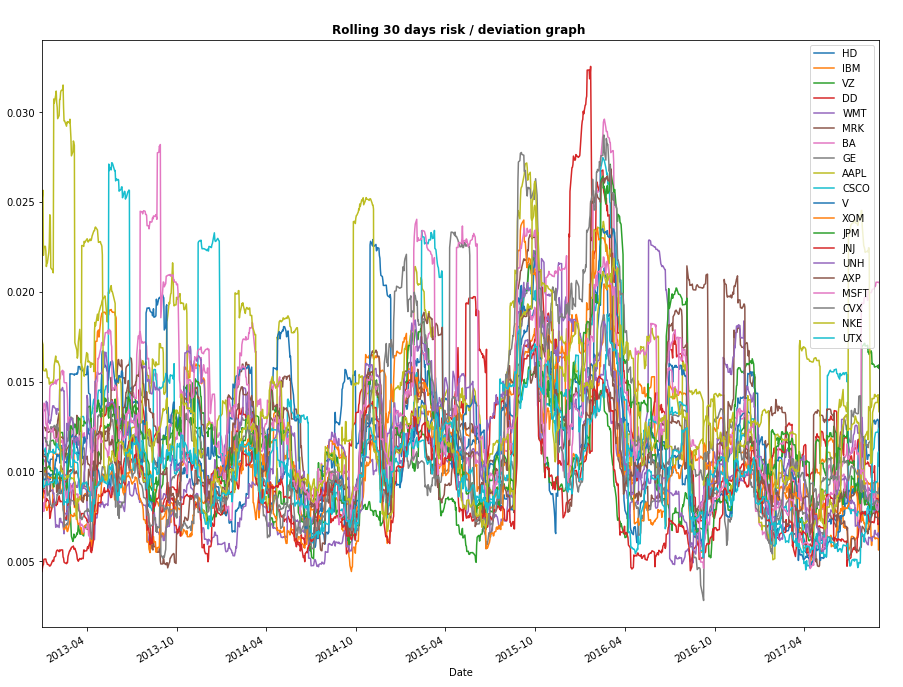 Rolling 30 days risk / deviation graph
0.030
0.025
0.020
0.015
0.010
0.005
HD
IBM
VZ
DD
WMT
MRK
BA
GE
AAPL
CSCO
V
XOM
JPM
JNJ
UNH
AXP
MSFT
CVX
NKE
UTX
2013-04
2013-10
2014-04
2014-10
2015-04
2015-10
2016-04
2016-10
2017-04
Date